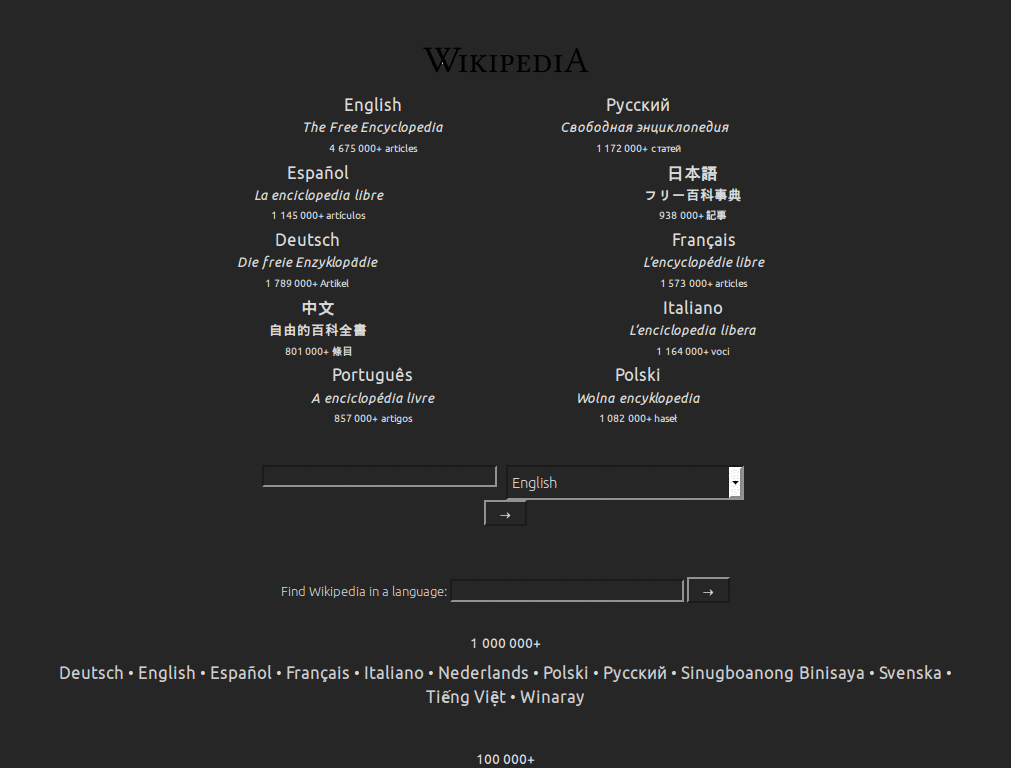 WIKIPEDIA
English
The Free Encyclopedia
4 675 000+ articles
Русский
Свободная энциклопедия
1 172 000+ статей
Español
La enciclopedia libre
1 145 000+ artículos
日本語
フリー百科事典
938 000+ 記事
Deutsch
Die freie Enzyklopädie
1 789 000+ Artikel
Français
L’encyclopédie libre
1 573 000+ articles
中文
自由的百科全書
801 000+ 條目
Italiano
L’enciclopedia libera
1 164 000+ voci
Português
A enciclopédia livre
857 000+ artigos
Polski
Wolna encyklopedia
1 082 000+ haseł
English
→
Find Wikipedia in a language: →
1 000 000+
Deutsch • English • Español • Français • Italiano • Nederlands • Polski • Русский • Sinugboanong Binisaya • Svenska •
Tiếng Việt • Winaray
100 000+